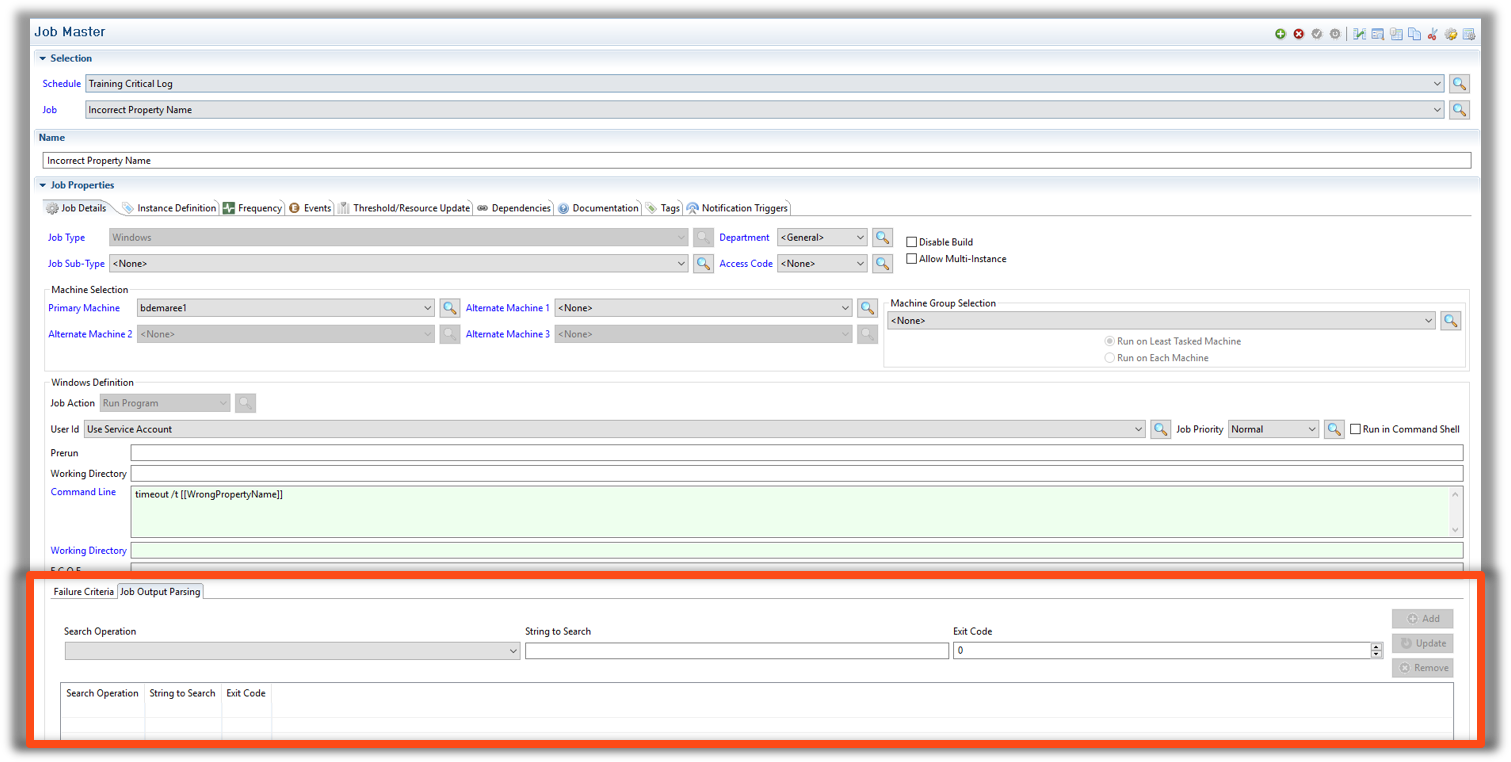 Job Master
Selection
Schedule Training Critical Log
Job Incorrect Property Name
Name
Incorrect Property Name
Job Properties
Job Details Instance Definition Frequency Events Threshold/Resource Update Dependencies Documentation Tags Notification Triggers
Job Type Windows Department <General> Disable Build
Job Sub-Type <None> Access Code <None> Allow Multi-Instance
Machine Selection
Machine Group Selection
Primary Machine bdemaree1 Alternate Machine 1 <None>
<None>
Alternate Machine 2 <None> Alternate Machine 3 <None>
Run on Least Tasked Machine
Run on Each Machine
Windows Definition
Job Action Run Program
User Id Use Service Account Job Priority Normal Run in Command Shell
Prerun
Working Directory
Command Line timeout /t [[WrongPropertyName]]
Working Directory
Failure Criteria Job Output Parsing
Add
Search Operation String to Search Exit Code
0
Update
Remove
Search Operation String to Search Exit Code